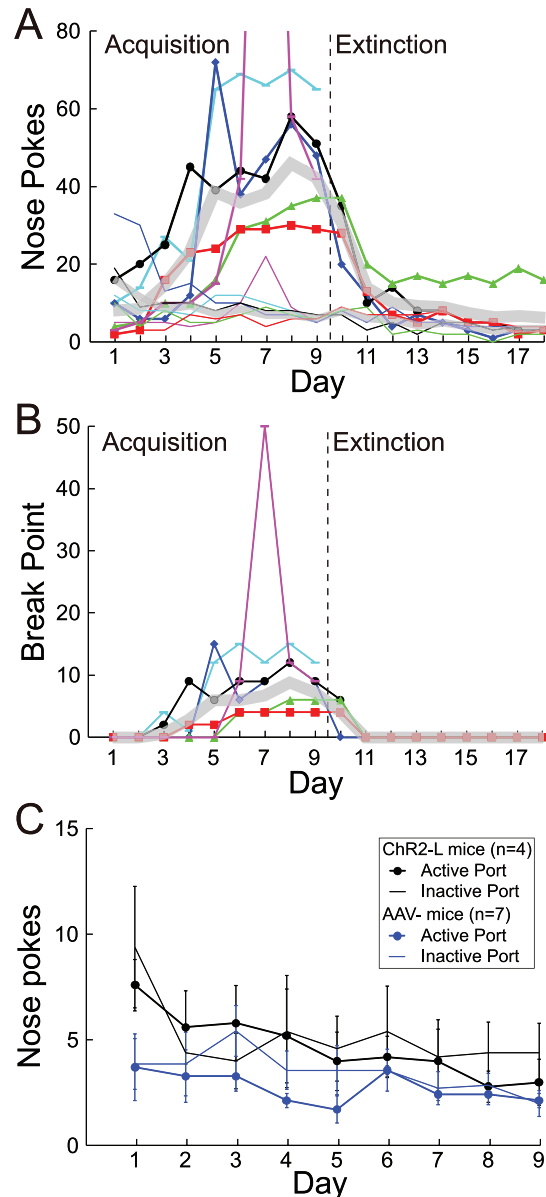 A
Acquisition
Extinction
Nose Pokes
80
60
40
20
0
1 3 5 7 9 11 13 15 17
Day
B
Acquisition
Extinction
Break Point
50
40
30
20
10
0
1 3 5 7 9 11 13 15 17
Day
C
Nose pokes
15
10
5
0
ChR2-L mice (n=4)
Active Port
Inactive Port
AAV- mice (n=7)
Active Port
Inactive Port
1 2 3 4 5 6 7 8 9
Day